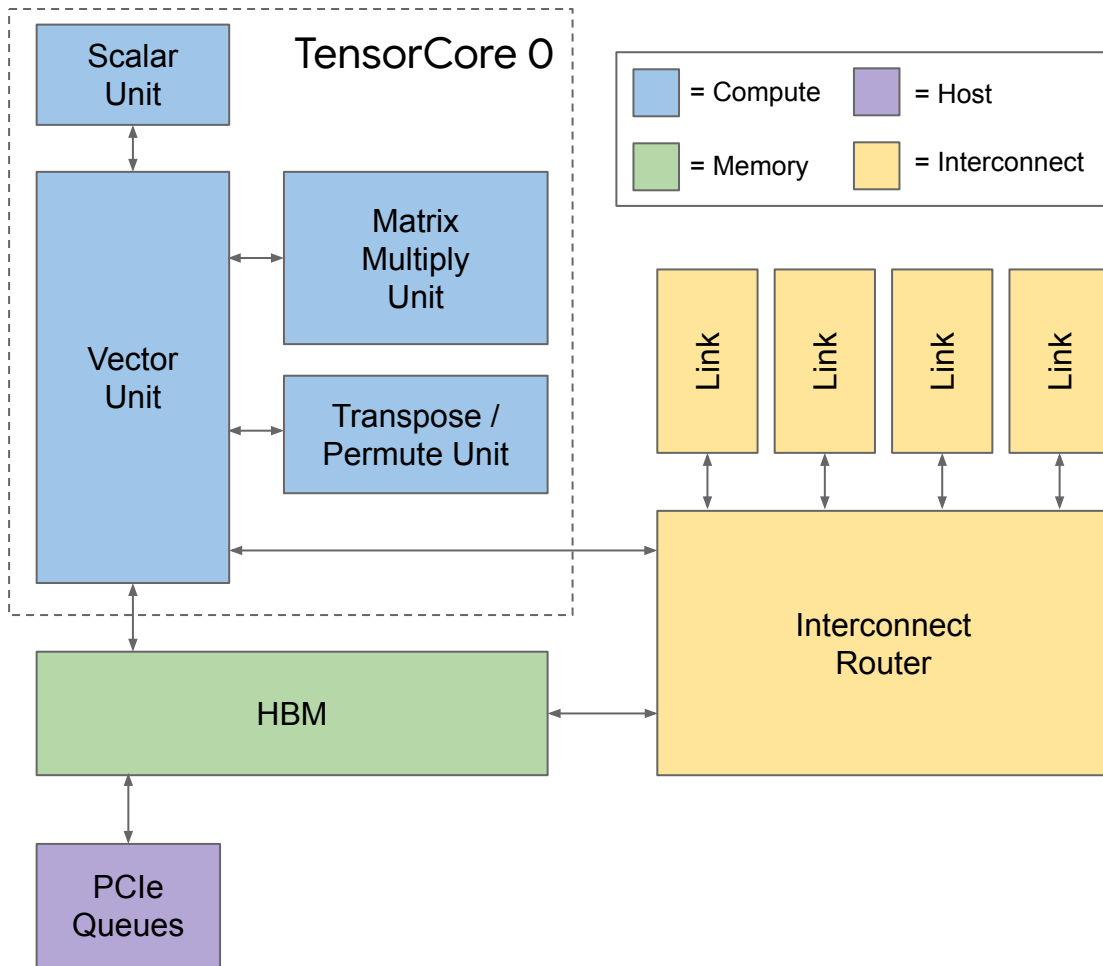 TensorCore 0
Scalar
Unit
Vector
Unit
Matrix
Multiply
Unit
Transpose /
Permute Unit
HBM
PCIe
Queues
= Compute
= Host
= Memory
= Interconnect
Link
Link
Link
Link
Interconnect
Router